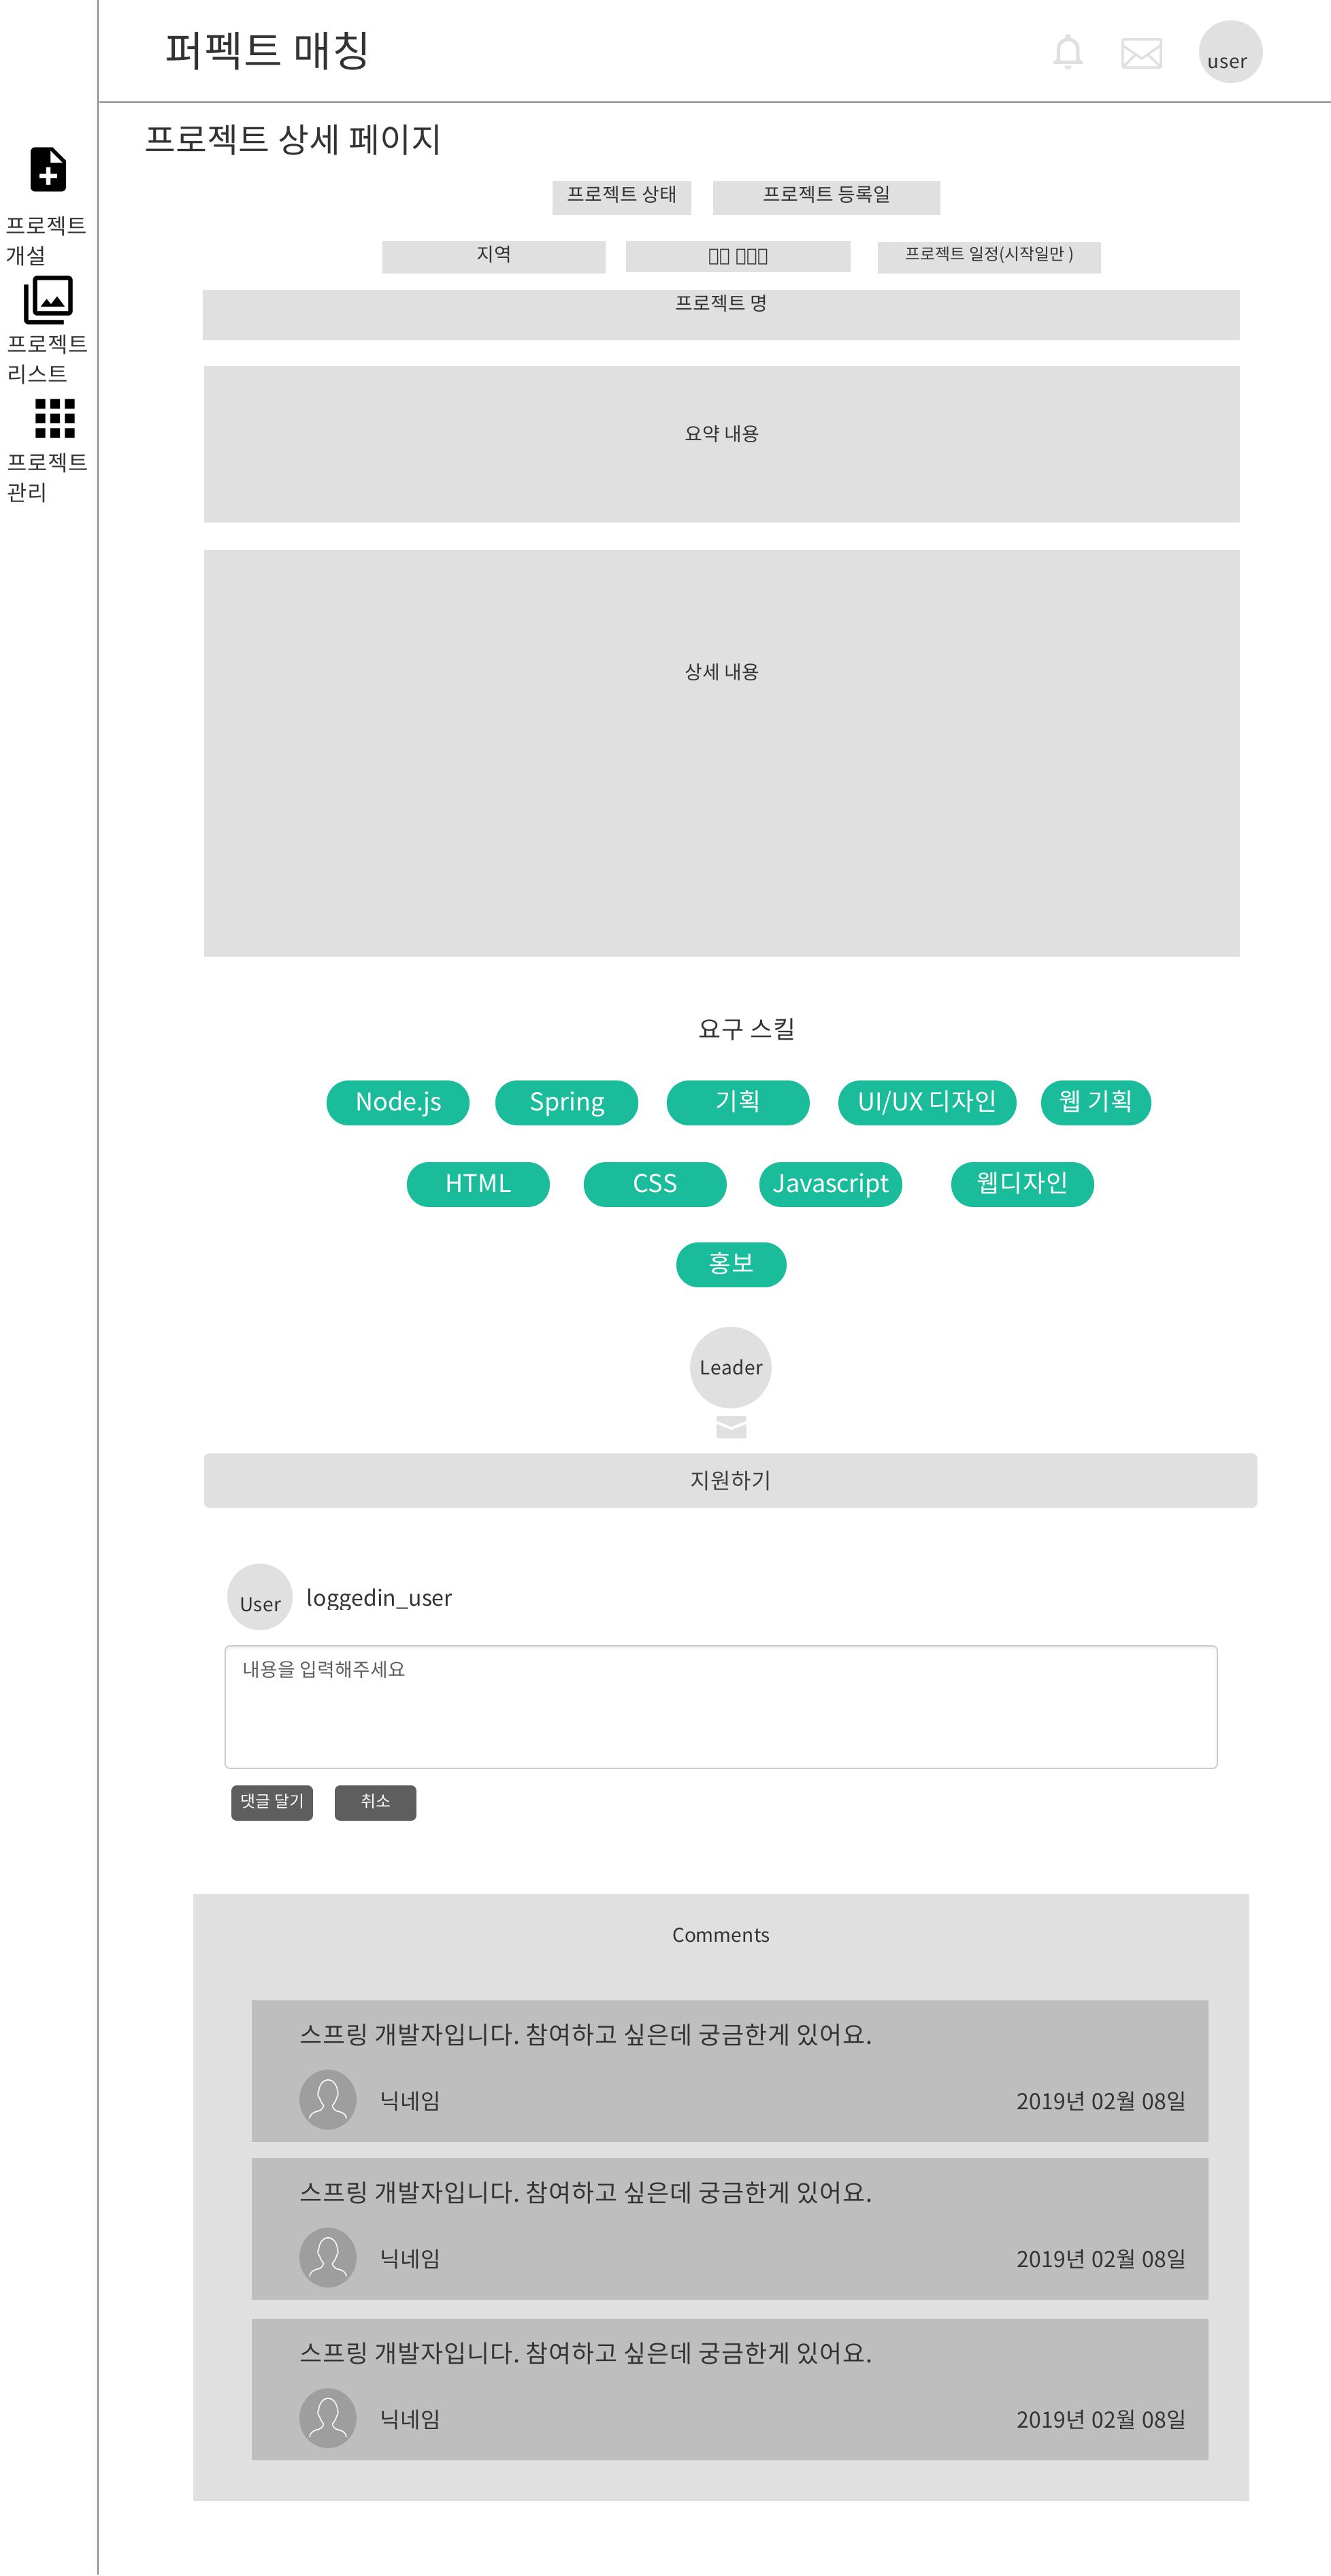 퍼펙트 매칭
user
프로젝트 상세 페이지
프로젝트
개설
프로젝트
리스트
프로젝트
관리
프로젝트 상태
프로젝트 등록일
지역
프로젝트 일정(시작일만 )
프로젝트 명
요약 내용
상세 내용
요구 스킬
Node.js
Spring
기획
UI/UX 디자인
웹 기획
HTML
CSS
Javascript
웹디자인
홍보
Leader
지원하기
User
loggedin_user
내용을 입력해주세요
댓글 달기
취소
Comments
스프링 개발자입니다. 참여하고 싶은데 궁금한게 있어요.
닉네임
2019년 02월 08일
스프링 개발자입니다. 참여하고 싶은데 궁금한게 있어요.
닉네임
2019년 02월 08일
스프링 개발자입니다. 참여하고 싶은데 궁금한게 있어요.
닉네임
2019년 02월 08일